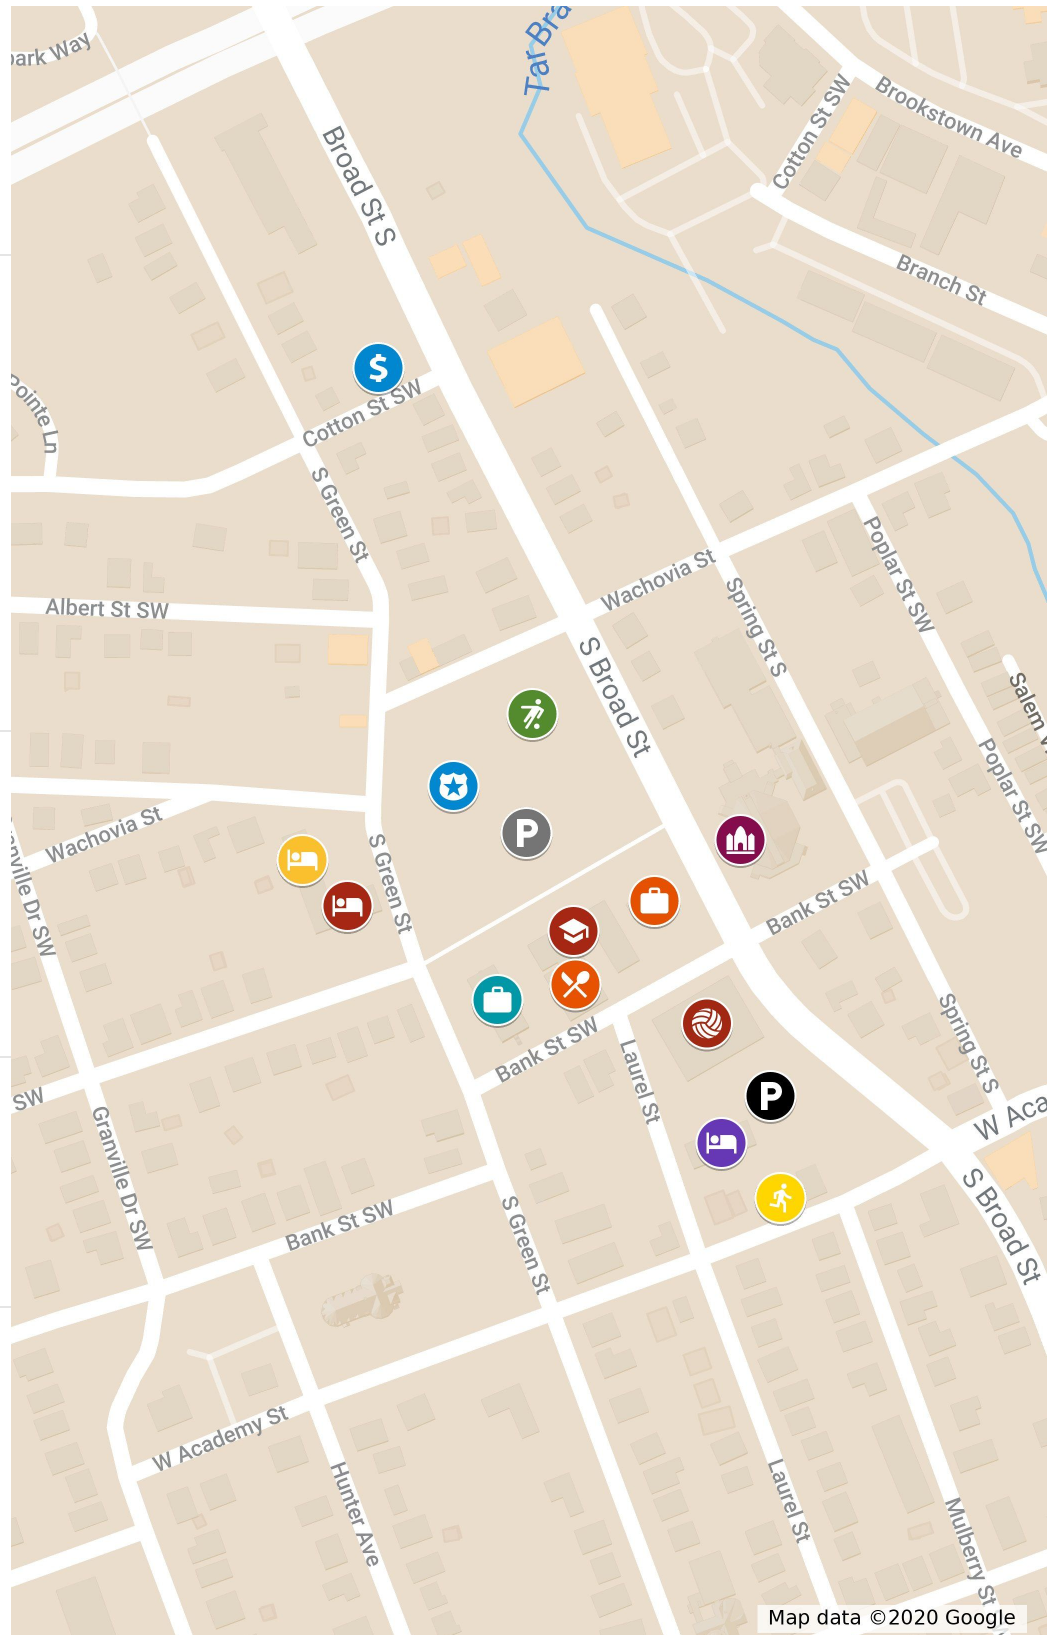 park Way
Tar Bra
Broad St S
Cotton St SW
Brookstown Ave
Branch St
Pointe Ln
$
Cotton St SW
S Green St
Albert St SW
Wachovia St
Spring St S
Poplar St SW
S Broad St
Salem
Poplar St SW
P
Wachovia St
S Green St
Granville Dr SW
Bank St SW
Bank St SW
Laurel St
Spring St S
SW
Granville Dr SW
P
W Aca
S Broad St
Bank St SW
S Green St
W Academy St
Hunter Ave
Laurel St
Mulberry St
Map data ©2020 Google